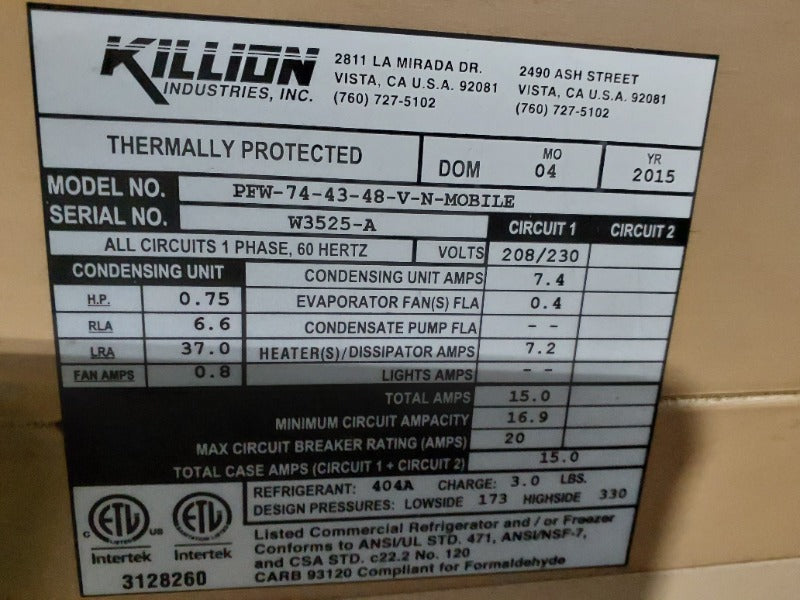 KILLION
INDUSTRIES, INC.
2811 LA MIRADA DR.
VISTA, CA U.S.A. 92081
(760) 727-5102
2490 ASH STREET
VISTA, CA U.S.A. 92081
(760) 727-5102
THERMALLY PROTECTED
DOM
MO
04
YR
2015
MODEL NO. PFW-74-43-48-V-N-MOBILE
SERIAL NO. W3525-A
CIRCUIT 1 CIRCUIT 2
ALL CIRCUITS 1 PHASE, 60 HERTZ VOLTS 208/230
CONDENSING UNIT
H.P. 0.75
RLA 6.6
LRA 37.0
FAN AMPS 0.8
CONDENSING UNIT AMPS 7.4
EVAPORATOR FAN(S) FLA 0.4
CONDENSATE PUMP FLA - -
HEATER(S)/DISSIPATOR AMPS 7.2
LIGHTS AMPS - -
TOTAL AMPS 15.0
MINIMUM CIRCUIT AMPACITY 16.9
MAX CIRCUIT BREAKER RATING (AMPS) 20
TOTAL CASE AMPS (CIRCUIT 1 + CIRCUIT 2) 15.0
REFRIGERANT: 404A CHARGE: 3.0 LBS.
DESIGN PRESSURES: LOWSIDE 173 HIGHSIDE 330
C ETL US ETL
Intertek Intertek
3128260
Listed Commercial Refrigerator and / or Freezer
Conforms to ANSI/UL STD. 471, ANSI/NSF-7,
and CSA STD. c22.2 No. 120
CARB 93120 Compliant for Formaldehyde